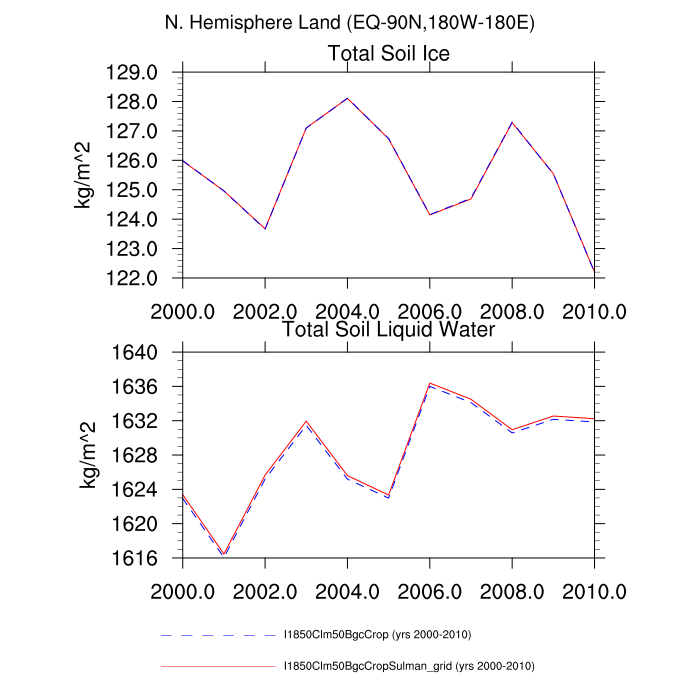 N. Hemisphere Land (EQ-90N,180W-180E)
Total Soil Ice
129.0
128.0
127.0
126.0
125.0
124.0
123.0
122.0
kg/m^2
2000.0 2002.0 2004.0 2006.0 2008.0 2010.0
Total Soil Liquid Water
1640
1636
1632
1628
1624
1620
1616
kg/m^2
2000.0 2002.0 2004.0 2006.0 2008.0 2010.0
I1850Clm50BgcCrop (yrs 2000-2010)
I1850Clm50BgcCropSulman_grid (yrs 2000-2010)